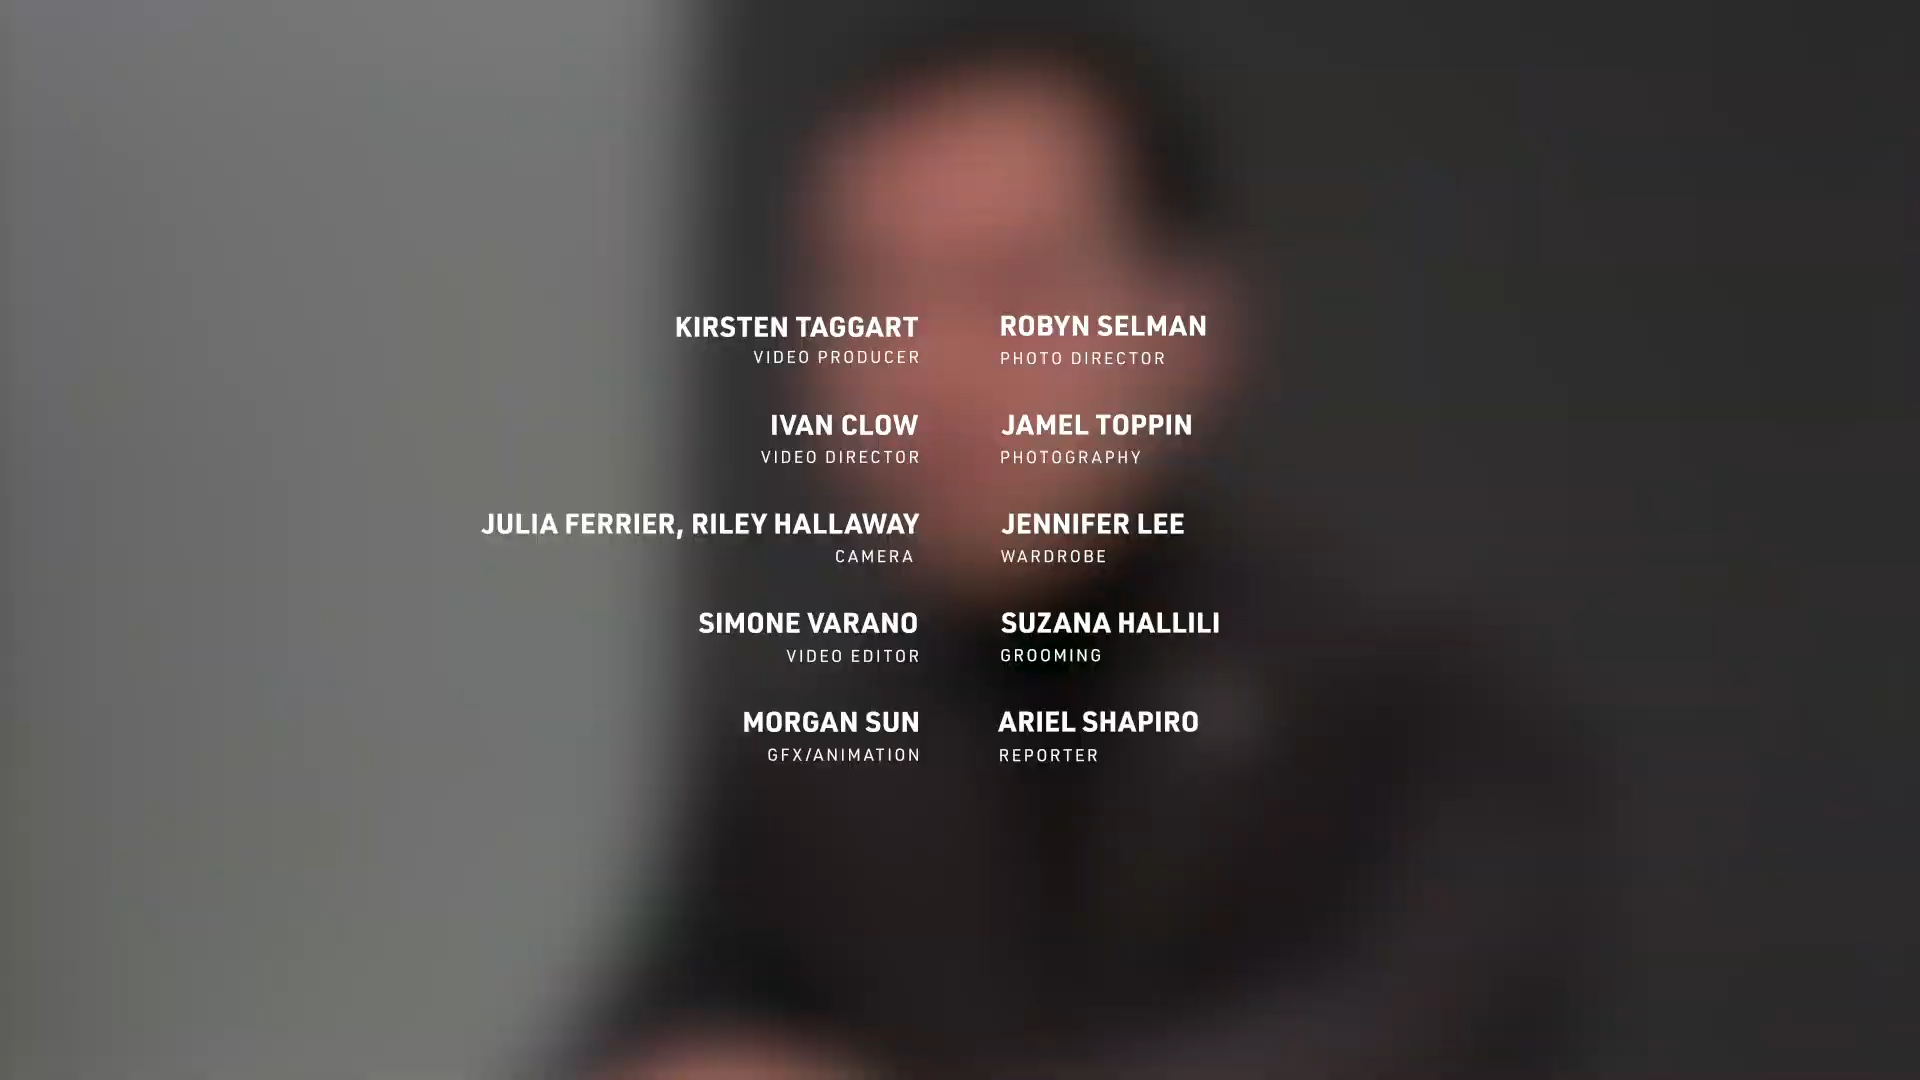 KIRSTEN TAGGART
VIDEO PRODUCER
IVAN CLOW
VIDEO DIRECTOR
JULIA FERRIER, RILEY HALLAWAY
CAMERA
SIMONE VARANO
VIDEO EDITOR
MORGAN SUN
GFX/ANIMATION
ROBYN SELMAN
PHOTO DIRECTOR
JAMEL TOPPIN
PHOTOGRAPHY
JENNIFER LEE
WARDROBE
SUZANA HALLILI
GROOMING
ARIEL SHAPIRO
REPORTER